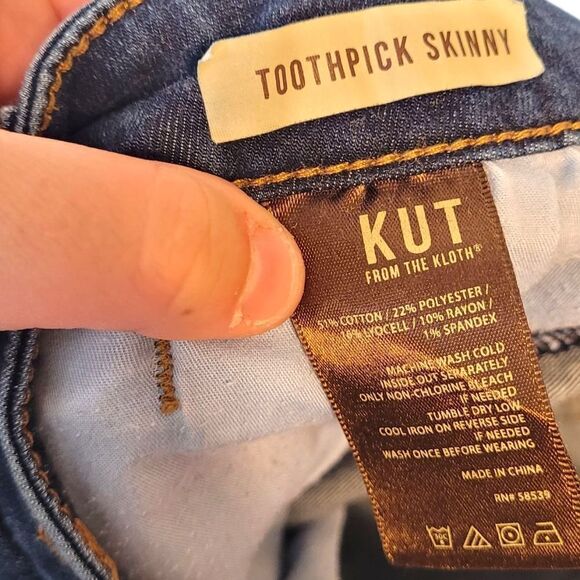 TOOTHPICK SKINNY
KUT
FROM THE KLOTH®
51% COTTON / 22% POLYESTER /
LYOCELL / 10% RAYON /
1% SPANDEX
MACHINE WASH COLD
INSIDE OUT SEPARATELY
ONLY NON-CHLORINE BLEACH
IF NEEDED
TUMBLE DRY LOW
COOL IRON ON REVERSE SIDE
IF NEEDED
WASH ONCE BEFORE WEARING
MADE IN CHINA
RN# 58539